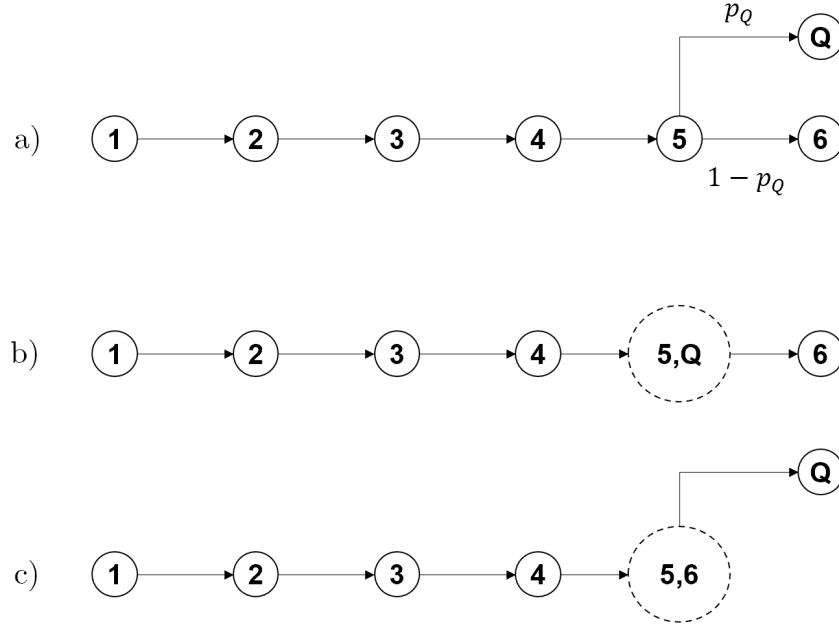 p_Q
Q
a) 1 2 3 4 5 6
1 − p_Q
b) 1 2 3 4 5,Q 6
Q
c) 1 2 3 4 5,6